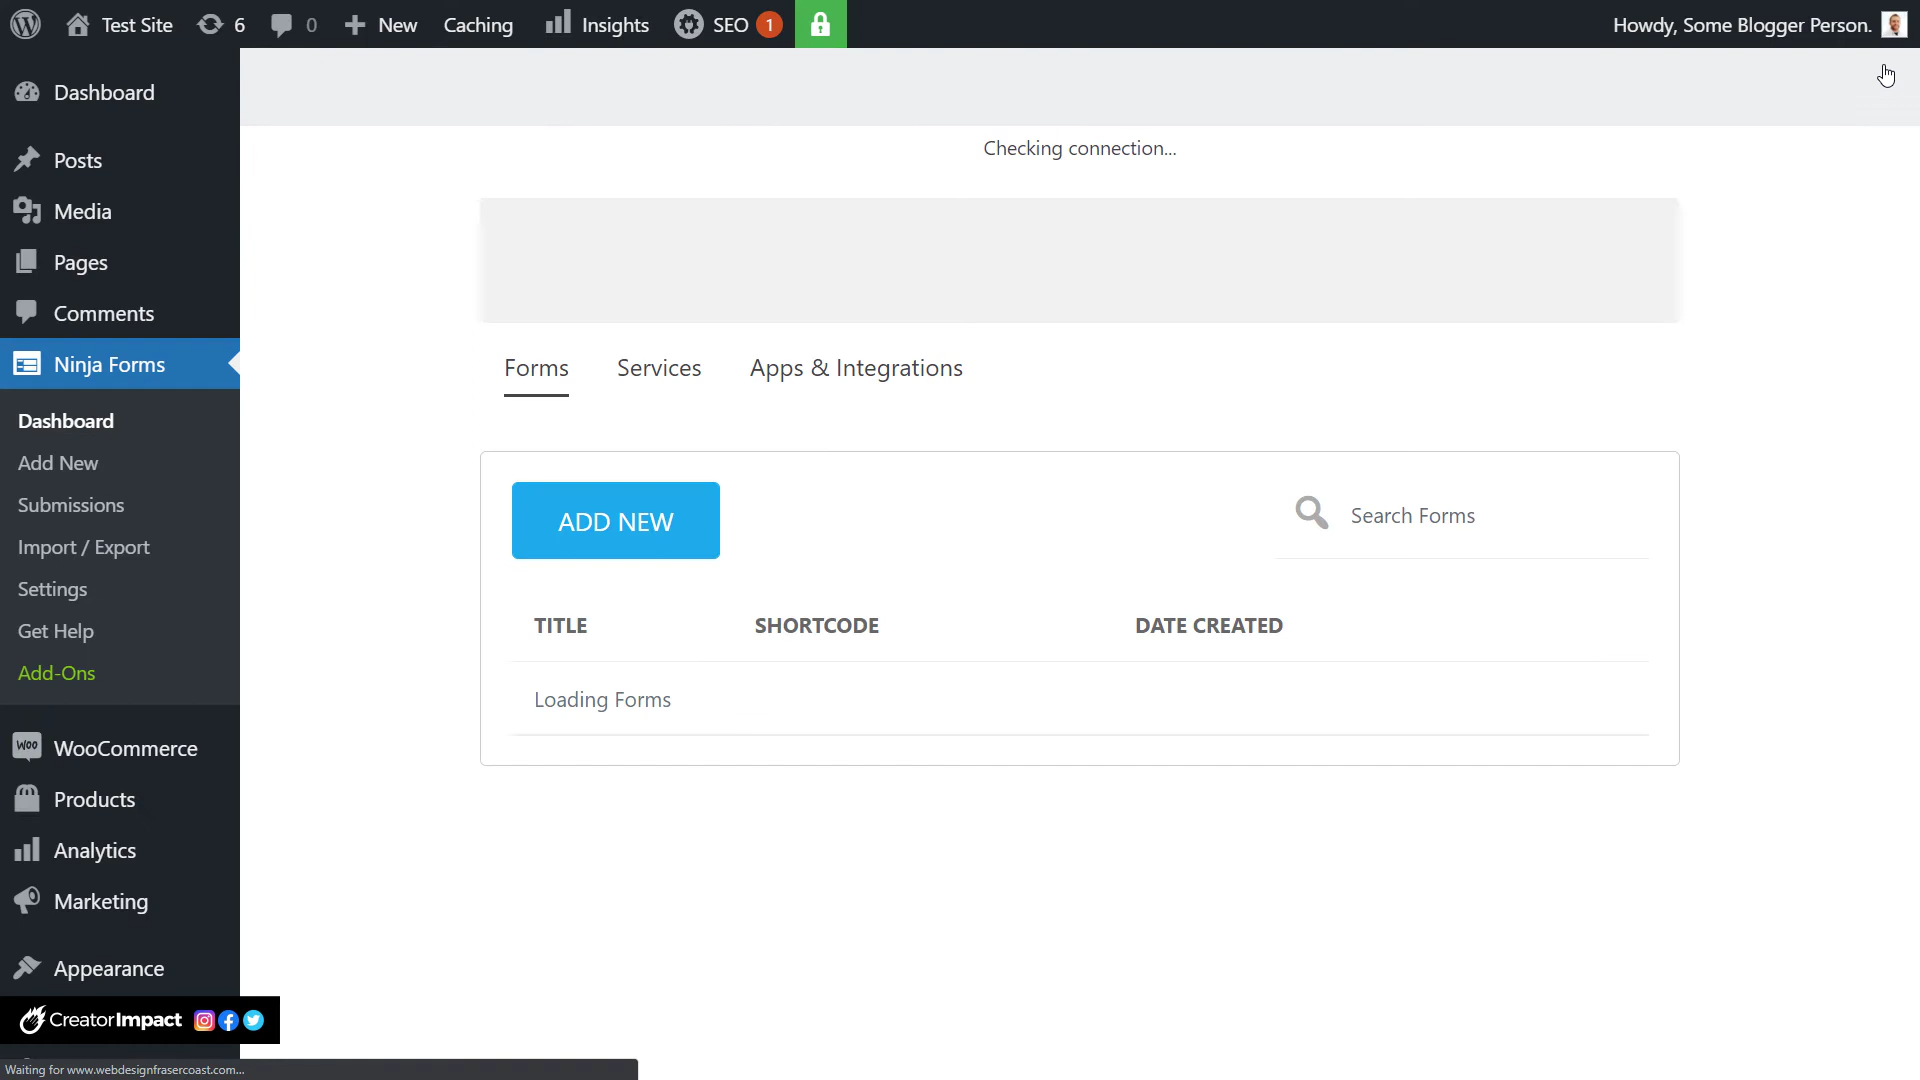 Test Site
6
0
New
Caching
Insights
SEO 1
Howdy, Some Blogger Person.
Dashboard
Posts
Media
Pages
Comments
Ninja Forms
Dashboard
Add New
Submissions
Import / Export
Settings
Get Help
Add-Ons
Woo WooCommerce
Products
Analytics
Marketing
Appearance
CreatorImpact
Waiting for www.webdesignfrasercoast.com...
Checking connection...
Forms
Services
Apps & Integrations
ADD NEW
Search Forms
TITLE
SHORTCODE
DATE CREATED
Loading Forms